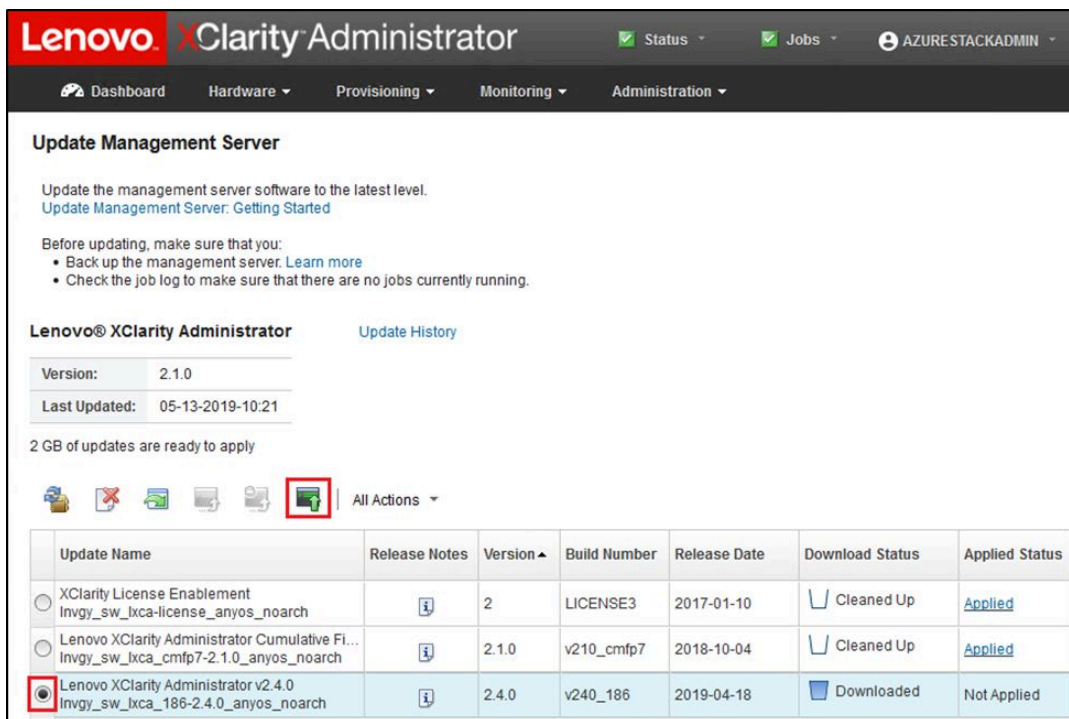 Lenovo. XClarity Administrator Status Jobs AZURESTACKADMIN
Dashboard Hardware Provisioning Monitoring Administration
Update Management Server
Update the management server software to the latest level.
Update Management Server: Getting Started
Before updating, make sure that you:
• Back up the management server. Learn more
• Check the job log to make sure that there are no jobs currently running.
Lenovo® XClarity Administrator Update History
Version: 2.1.0
Last Updated: 05-13-2019-10:21
2 GB of updates are ready to apply
All Actions
Update Name Release Notes Version Build Number Release Date Download Status Applied Status
XClarity License Enablement
lnvgy_sw_lxca-license_anyos_noarch 2 LICENSE3 2017-01-10 Cleaned Up Applied
Lenovo XClarity Administrator Cumulative Fi...
lnvgy_sw_lxca_cmfp7-2.1.0_anyos_noarch 2.1.0 v210_cmfp7 2018-10-04 Cleaned Up Applied
Lenovo XClarity Administrator v2.4.0
lnvgy_sw_lxca_186-2.4.0_anyos_noarch 2.4.0 v240_186 2019-04-18 Downloaded Not Applied